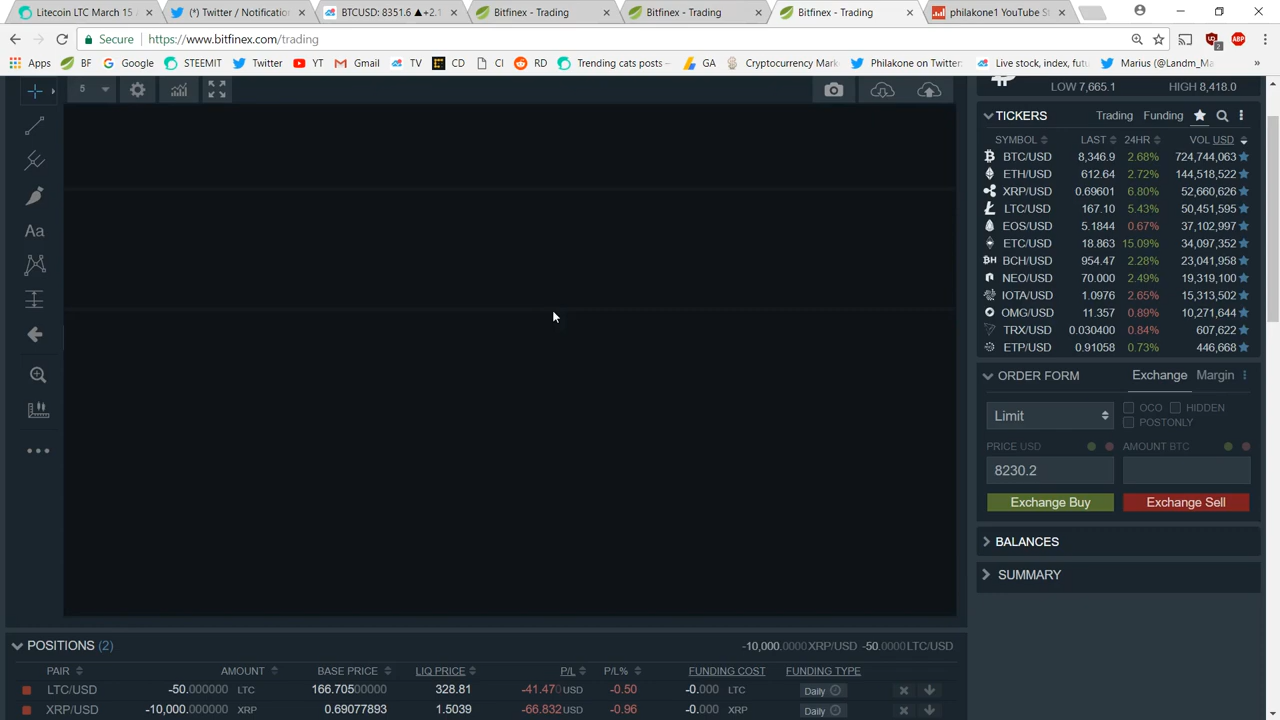 Litecoin LTC March 15 /
(*) Twitter / Notification
BTCUSD: 8351.6 ▲+2.1
Bitfinex - Trading
Bitfinex - Trading
Bitfinex - Trading
philakone1 YouTube S
Secure https://www.bitfinex.com/trading
Apps BF Google STEEMIT Twitter YT Gmail TV CD CI RD Trending cats posts – GA Cryptocurrency Mark Philakone on Twitter Live stock, index, futu Marius (@Landm_Ma »
5
LOW 7,665.1 HIGH 8,418.0
TICKERS Trading Funding
SYMBOL LAST 24HR VOL USD
BTC/USD 8,346.9 2.68% 724,744,063
ETH/USD 612.64 2.72% 144,518,522
XRP/USD 0.69601 6.80% 52,660,626
LTC/USD 167.10 5.43% 50,451,595
EOS/USD 5.1844 0.67% 37,102,997
ETC/USD 18.863 15.09% 34,097,352
BCH/USD 954.47 2.28% 23,041,958
NEO/USD 70.000 2.49% 19,319,100
IOTA/USD 1.0976 2.65% 15,313,502
OMG/USD 11.357 0.89% 10,271,644
TRX/USD 0.030400 0.84% 607,622
ETP/USD 0.91058 0.73% 446,668
Aa
ORDER FORM Exchange Margin
Limit OCO HIDDEN
POSTONLY
PRICE USD AMOUNT BTC
8230.2
Exchange Buy Exchange Sell
BALANCES
SUMMARY
POSITIONS (2) -10,000.0000 XRP/USD -50.0000 LTC/USD
PAIR AMOUNT BASE PRICE LIQ PRICE P/L P/L% FUNDING COST FUNDING TYPE
LTC/USD -50.000000 LTC 166.70500000 328.81 -41.470 USD -0.50 -0.000 LTC Daily
XRP/USD -10,000.000000 XRP 0.69077893 1.5039 -66.832 USD -0.96 -0.000 XRP Daily